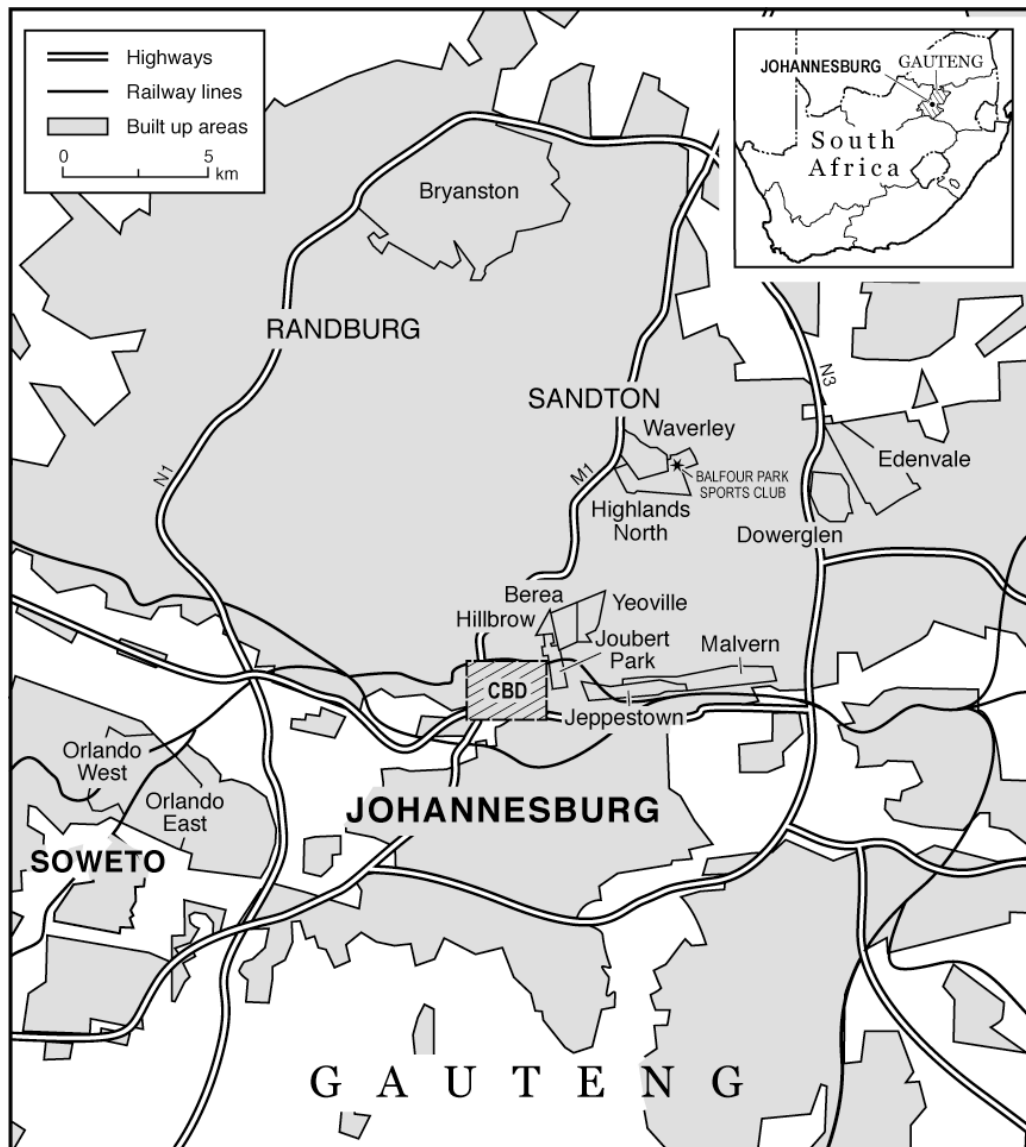 Highways
Railway lines
Built up areas
0 5
km
JOHANNESBURG
GAUTENG
South
Africa
Bryanston
RANDBURG
SANDTON
N3
Waverley
Edenvale
N1
M1
BALFOUR PARK
SPORTS CLUB
Highlands
North
Dowerglen
Berea
Yeoville
Hillbrow
Joubert
Park
Malvern
CBD
Jeppestown
Orlando
West
Orlando
East
JOHANNESBURG
SOWETO
GAUTENG